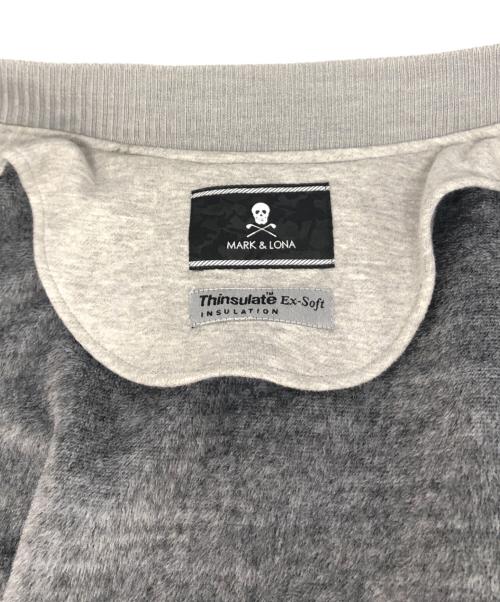 MARK & LONA
Thinsulate™ Ex-Soft
INSULATION